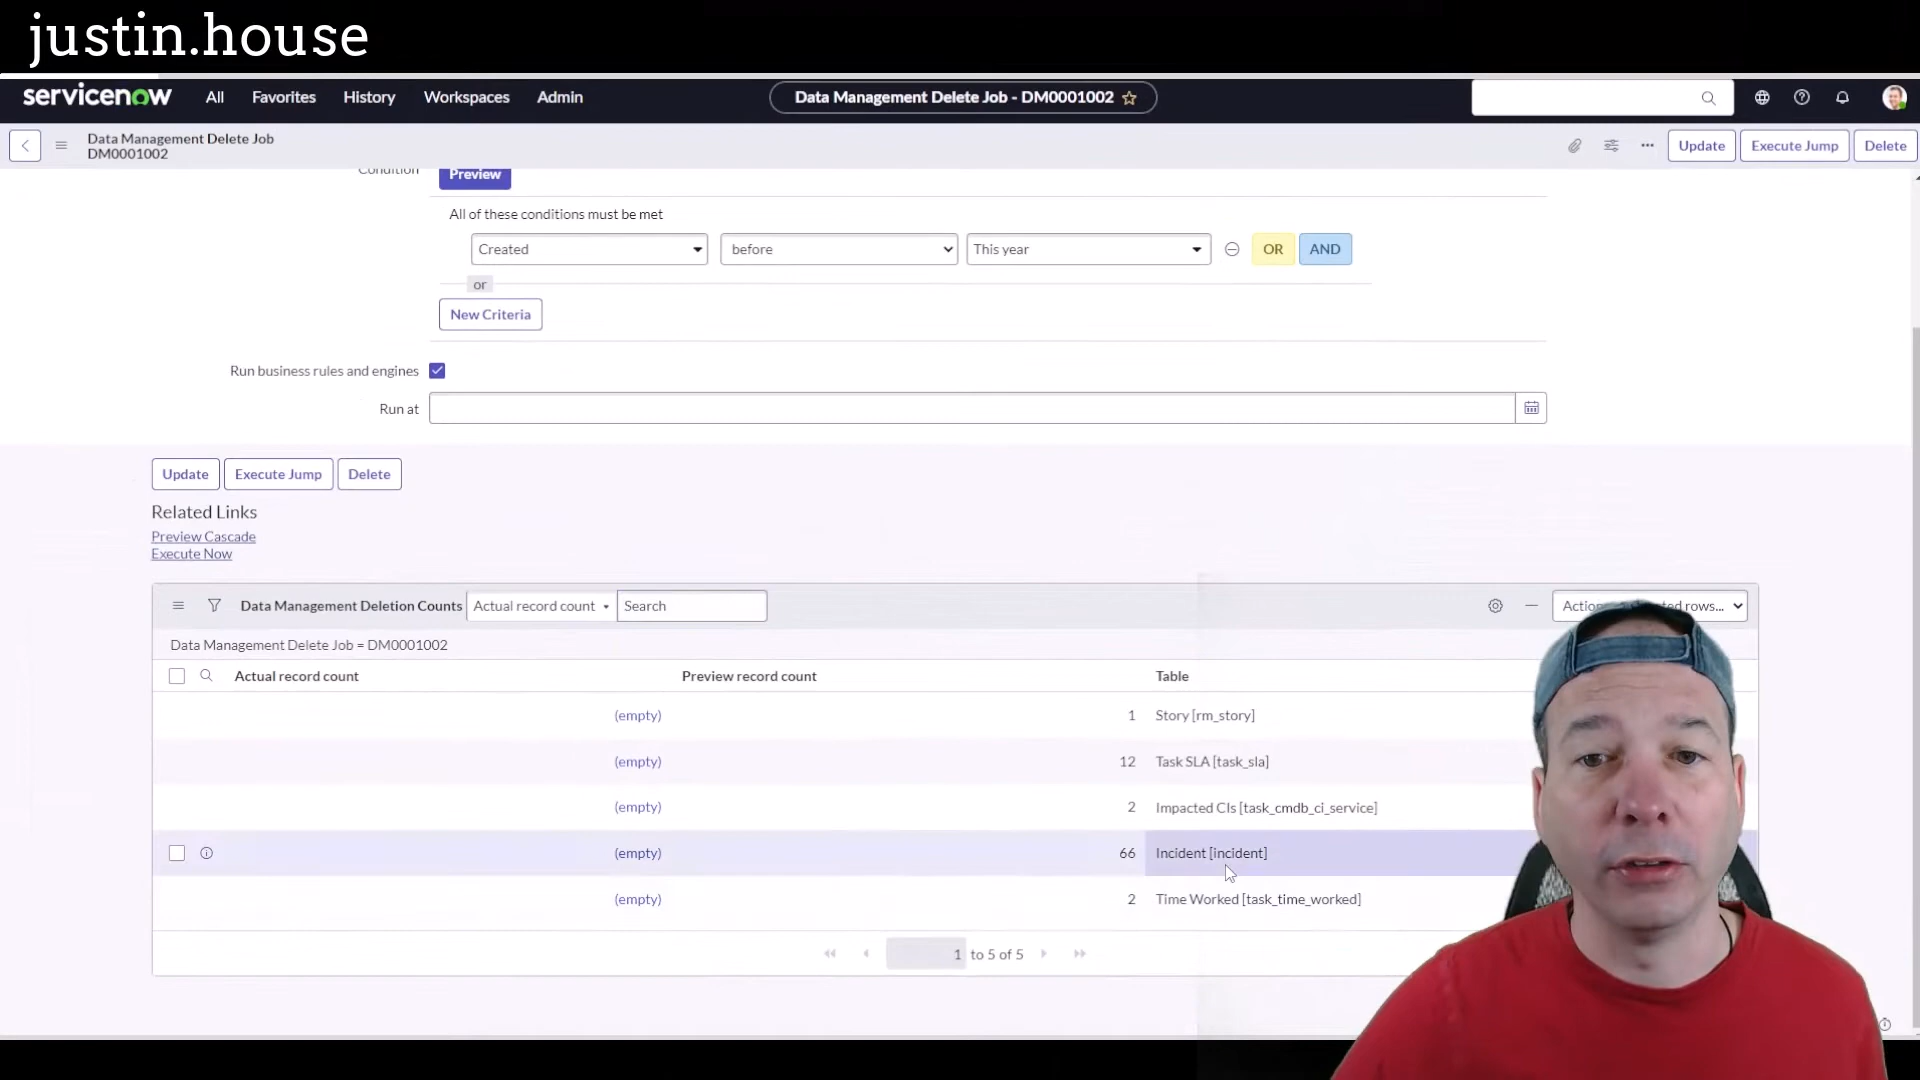 justin.house
servicenow All Favorites History Workspaces Admin Data Management Delete Job - DM0001002
Data Management Delete Job
DM0001002
Update Execute Jump Delete
Condition Preview
All of these conditions must be met
Created before This year OR AND
or
New Criteria
Run business rules and engines
Run at
Update Execute Jump Delete
Related Links
Preview Cascade
Execute Now
Data Management Deletion Counts Actual record count Search rows...
Data Management Delete Job = DM0001002
Actual record count Preview record count Table
(empty) 1 Story [rm_story]
(empty) 12 Task SLA [task_sla]
(empty) 2 Impacted CIs [task_cmdb_ci_service]
(empty) 66 Incident [incident]
(empty) 2 Time Worked [task_time_worked]
1 to 5 of 5